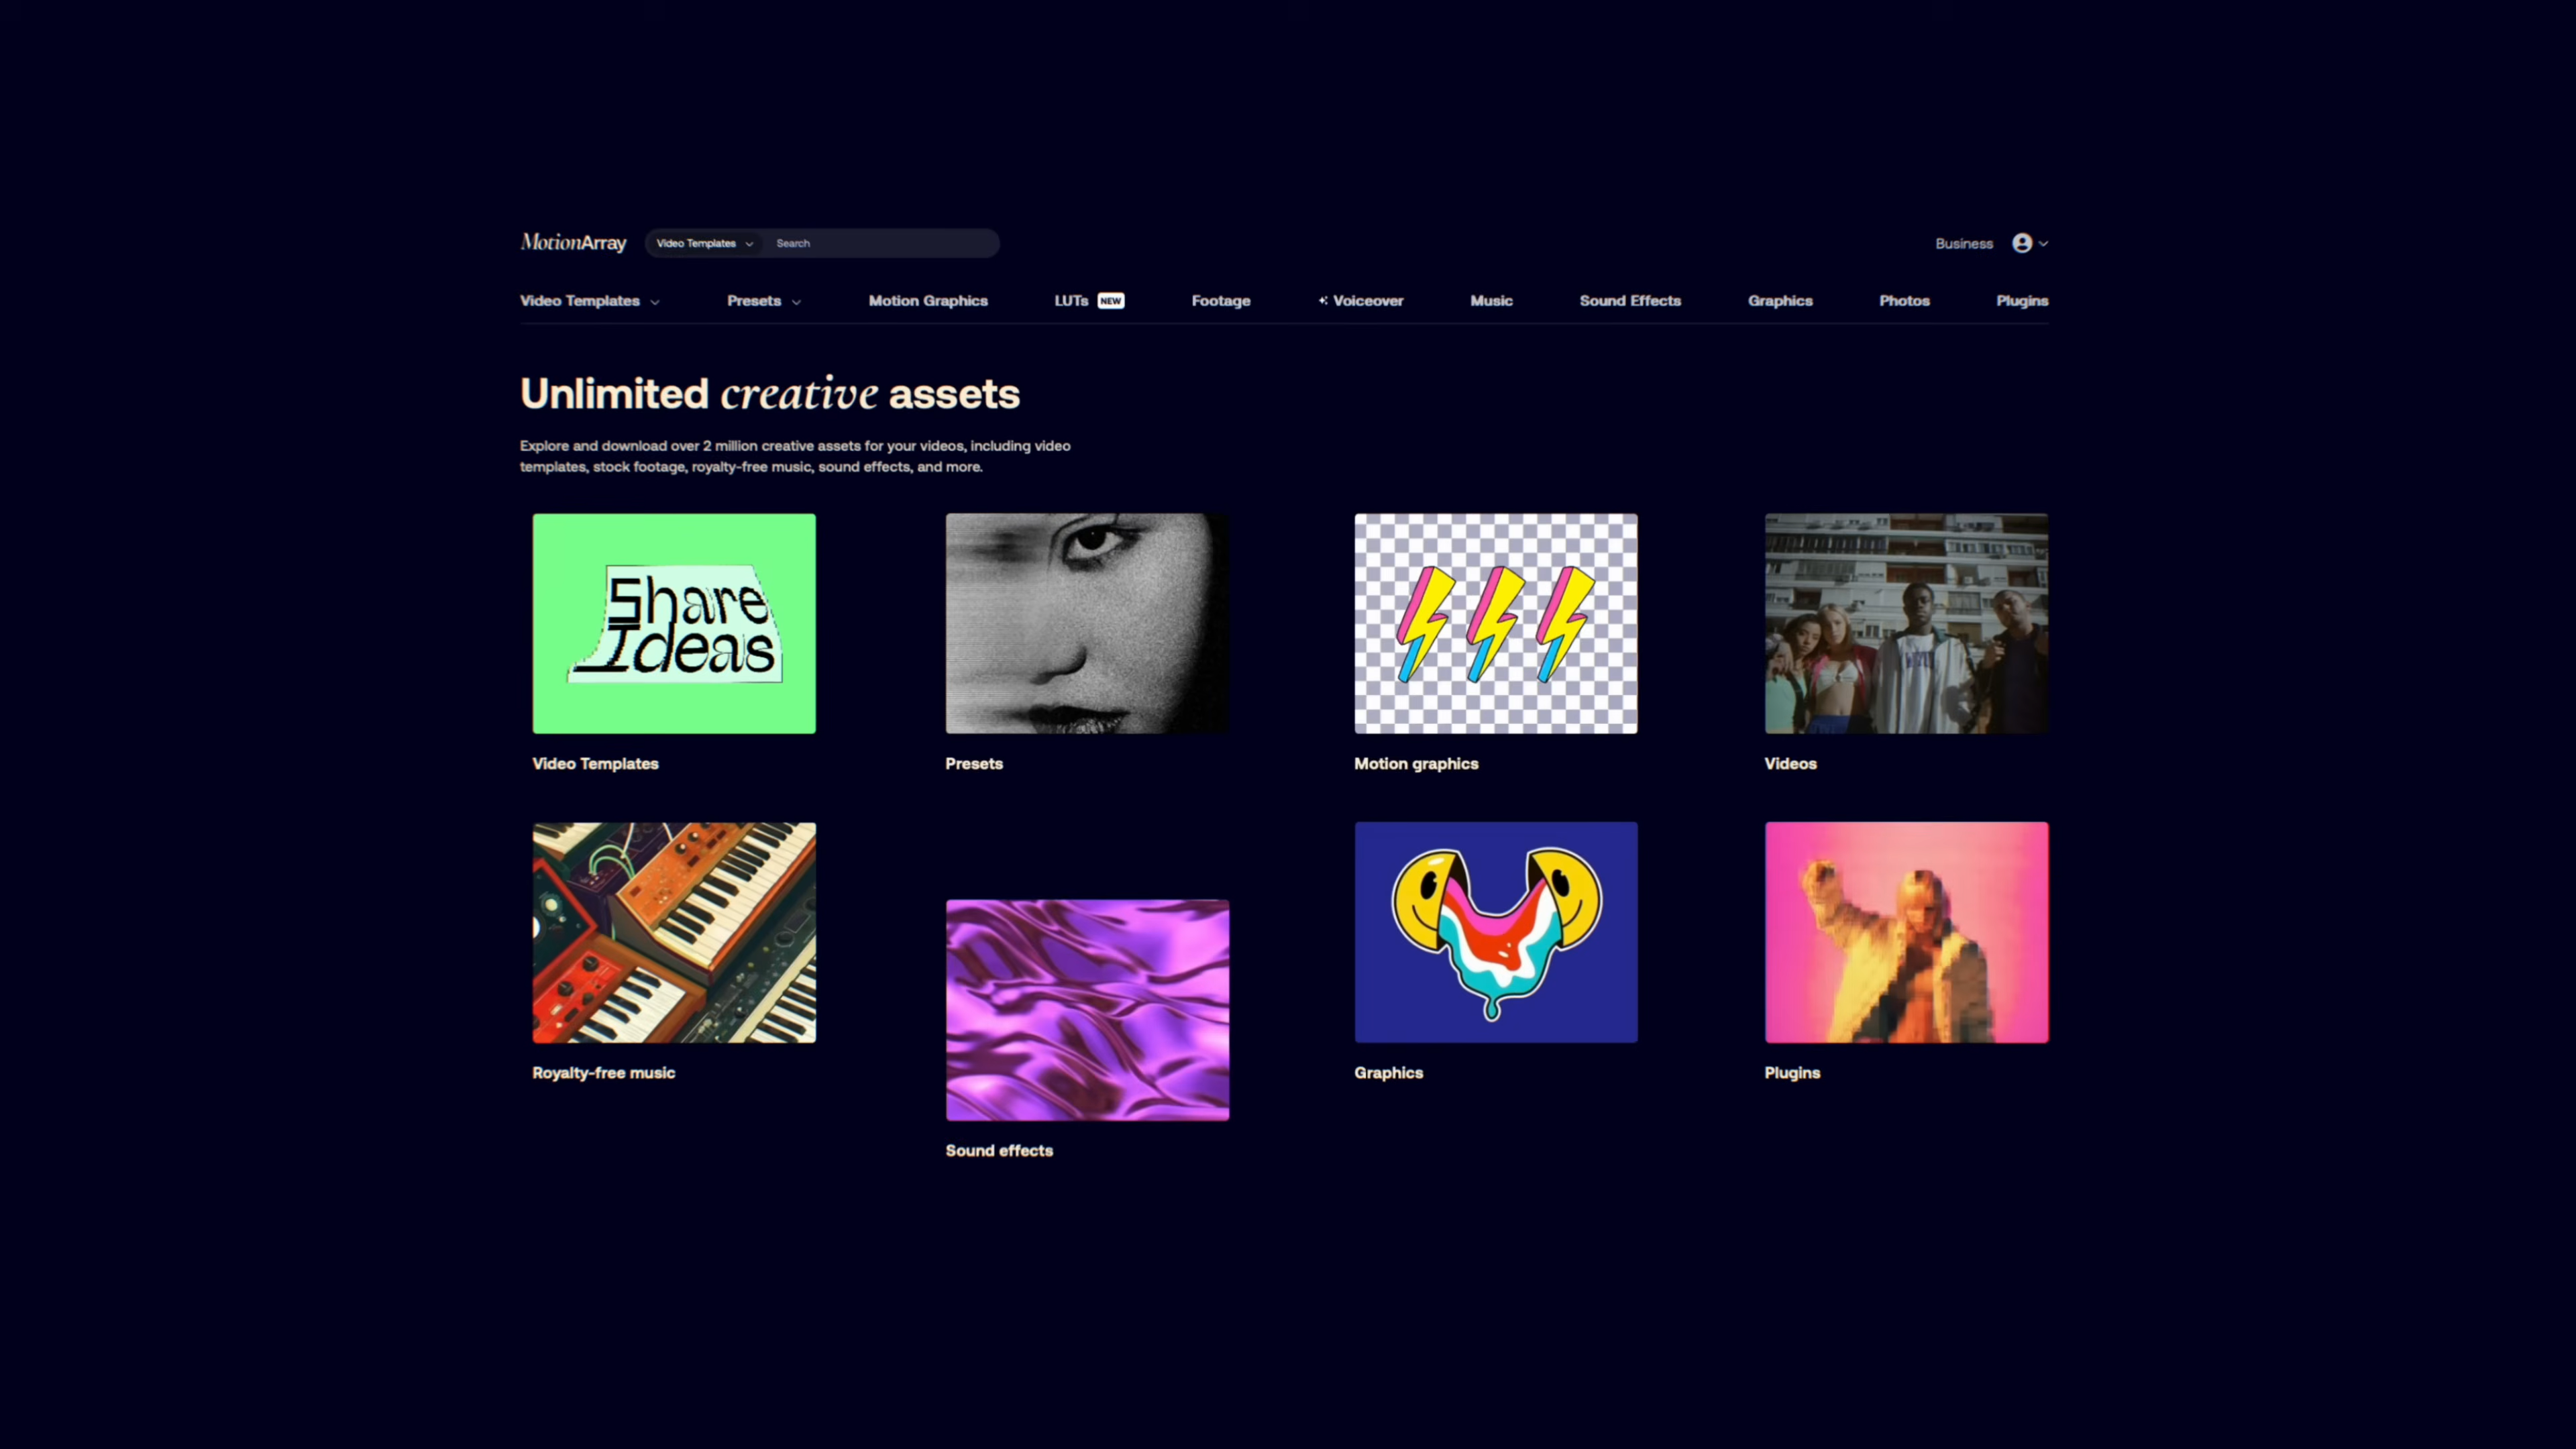 MotionArray
Video Templates
Search
Business
Video Templates
Presets
Motion Graphics
LUTs NEW
Footage
Voiceover
Music
Sound Effects
Graphics
Photos
Plugins
Unlimited creative assets
Explore and download over 2 million creative assets for your videos, including video
templates, stock footage, royalty-free music, sound effects, and more.
Share
Ideas
Video Templates
Presets
Motion graphics
Videos
Royalty-free music
Sound effects
Graphics
Plugins